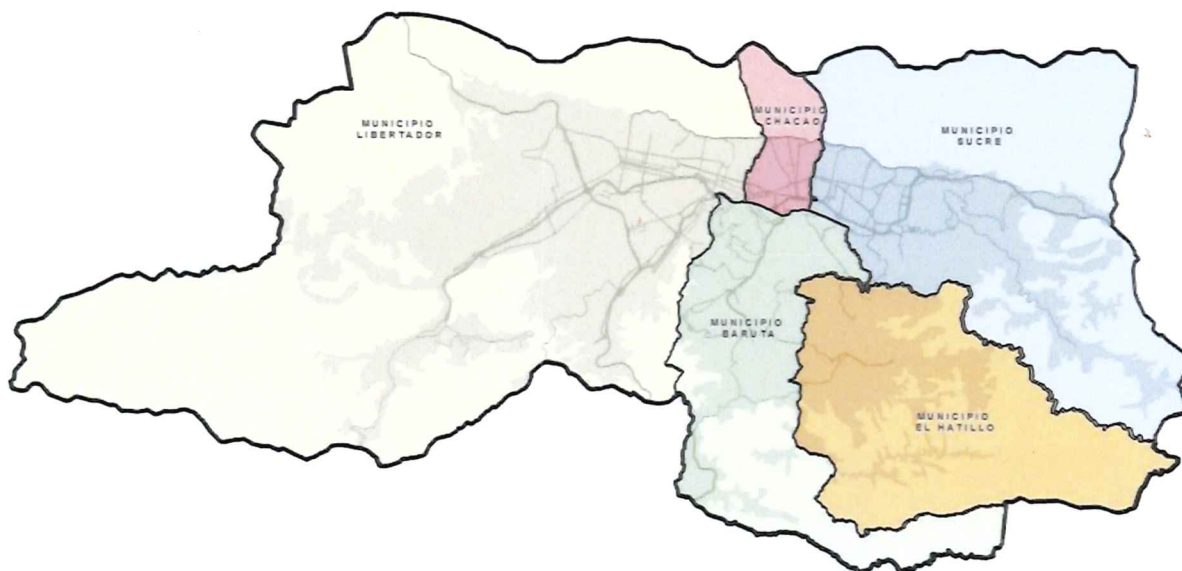 MUNICIPIO
LIBERTADOR
MUNICIPIO
CHACAO
MUNICIPIO
SUCRE
MUNICIPIO
BARUTA
MUNICIPIO
EL HATILLO